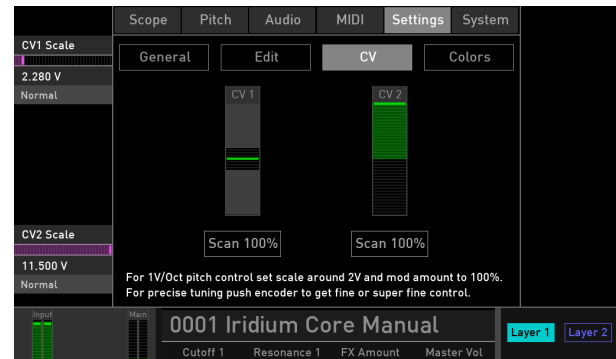 Scope Pitch Audio MIDI Settings System
CV1 Scale
General Edit CV Colors
2.280 V
Normal
CV 1 CV 2
CV2 Scale
Scan 100% Scan 100%
11.500 V
Normal
For 1V/Oct pitch control set scale around 2V and mod amount to 100%.
For precise tuning push encoder to get fine or super fine control.
Input Main
0001 Iridium Core Manual
Layer 1 Layer 2
Cutoff 1 Resonance 1 FX Amount Master Vol